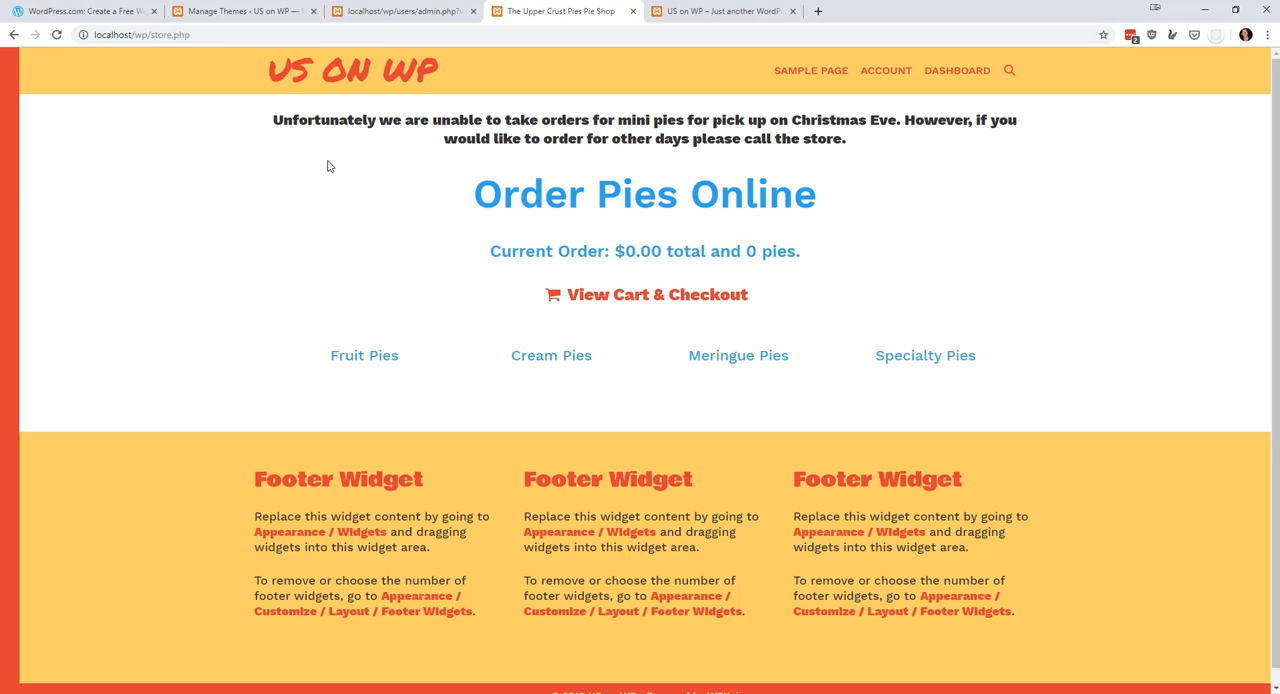 WordPress.com: Create a Free W
Manage Themes ‹ US on WP —
localhost/wp/users/admin.php?
The Upper Crust Pies Pie Shop
US on WP – Just another WordPr
localhost/wp/store.php
2
US ON WP
SAMPLE PAGE ACCOUNT DASHBOARD
Unfortunately we are unable to take orders for mini pies for pick up on Christmas Eve. However, if you
would like to order for other days please call the store.
Order Pies Online
Current Order: $0.00 total and 0 pies.
View Cart & Checkout
Fruit Pies Cream Pies Meringue Pies Specialty Pies
Footer Widget
Replace this widget content by going to
Appearance / Widgets and dragging
widgets into this widget area.
To remove or choose the number of
footer widgets, go to Appearance /
Customize / Layout / Footer Widgets.
Footer Widget
Replace this widget content by going to
Appearance / Widgets and dragging
widgets into this widget area.
To remove or choose the number of
footer widgets, go to Appearance /
Customize / Layout / Footer Widgets.
Footer Widget
Replace this widget content by going to
Appearance / Widgets and dragging
widgets into this widget area.
To remove or choose the number of
footer widgets, go to Appearance /
Customize / Layout / Footer Widgets.